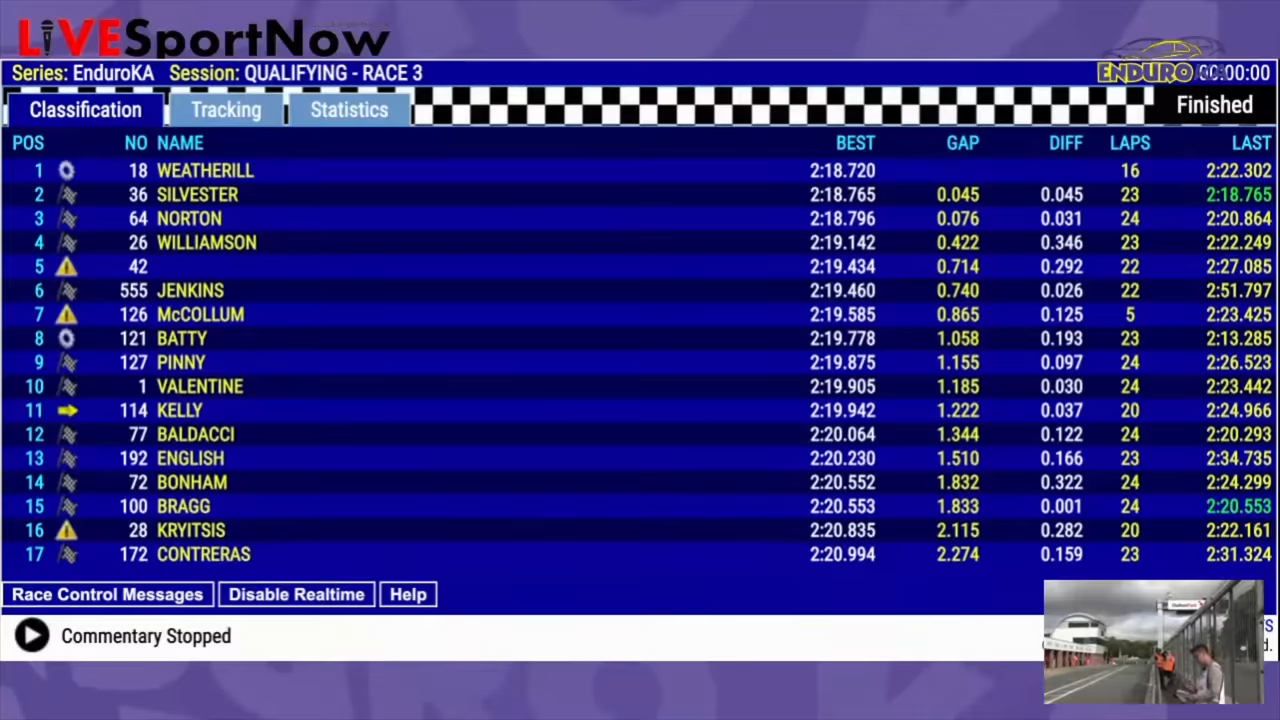 LiVESportNow
Series: EnduroKA Session: QUALIFYING - RACE 3
ENDURO
00:00:00
Classification Tracking Statistics Finished
POS NO NAME BEST GAP DIFF LAPS LAST
1 18 WEATHERILL 2:18.720 16 2:22.302
2 36 SILVESTER 2:18.765 0.045 0.045 23 2:18.765
3 64 NORTON 2:18.796 0.076 0.031 24 2:20.864
4 26 WILLIAMSON 2:19.142 0.422 0.346 23 2:22.249
5 42 2:19.434 0.714 0.292 22 2:27.085
6 555 JENKINS 2:19.460 0.740 0.026 22 2:51.797
7 126 McCOLLUM 2:19.585 0.865 0.125 5 2:23.425
8 121 BATTY 2:19.778 1.058 0.193 23 2:13.285
9 127 PINNY 2:19.875 1.155 0.097 24 2:26.523
10 1 VALENTINE 2:19.905 1.185 0.030 24 2:23.442
11 114 KELLY 2:19.942 1.222 0.037 20 2:24.966
12 77 BALDACCI 2:20.064 1.344 0.122 24 2:20.293
13 192 ENGLISH 2:20.230 1.510 0.166 23 2:34.735
14 72 BONHAM 2:20.552 1.832 0.322 24 2:24.299
15 100 BRAGG 2:20.553 1.833 0.001 24 2:20.553
16 28 KRYITSIS 2:20.835 2.115 0.282 20 2:22.161
17 172 CONTRERAS 2:20.994 2.274 0.159 23 2:31.324
Race Control Messages Disable Realtime Help
Commentary Stopped